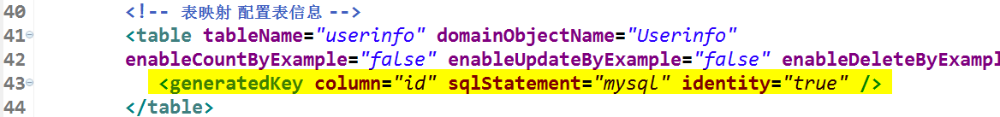 40 <!-- 表映射 配置表信息 -->
41 <table tableName="userinfo" domainObjectName="Userinfo"
42 enableCountByExample="false" enableUpdateByExample="false" enableDeleteByExampl
43 <generatedKey column="id" sqlStatement="mysql" identity="true" />
44 </table>